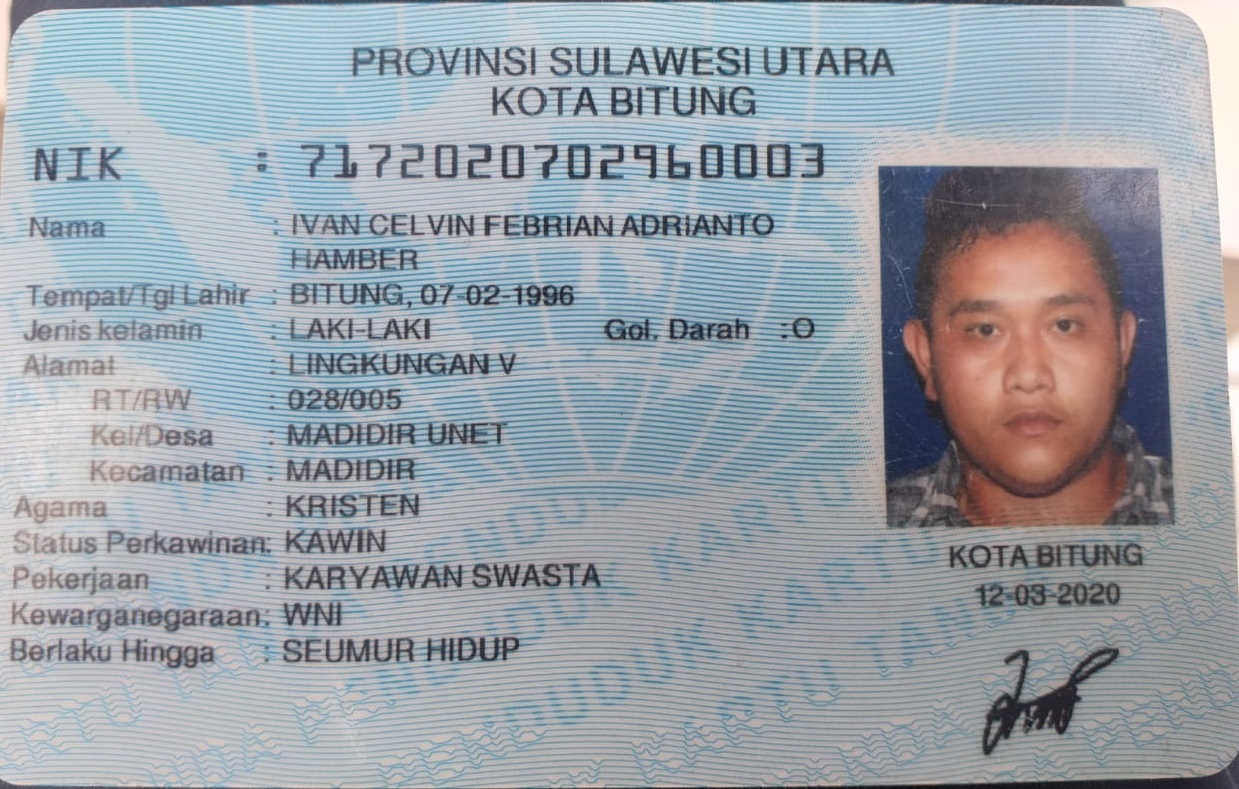 PROVINSI SULAWESI UTARA
KOTA BITUNG
NIK : 7172020702960003
Nama : IVAN CELVIN FEBRIAN ADRIANTO
HAMBER
Tempat/Tgl Lahir : BITUNG, 07-02-1996
Jenis kelamin : LAKI-LAKI Gol. Darah :O
Alamat : LINGKUNGAN V
RT/RW : 028/005
Kel/Desa : MADIDIR UNET
Kecamatan : MADIDIR
Agama : KRISTEN
Status Perkawinan: KAWIN
Pekerjaan : KARYAWAN SWASTA
Kewarganegaraan: WNI
Berlaku Hingga : SEUMUR HIDUP
KOTA BITUNG
12-03-2020